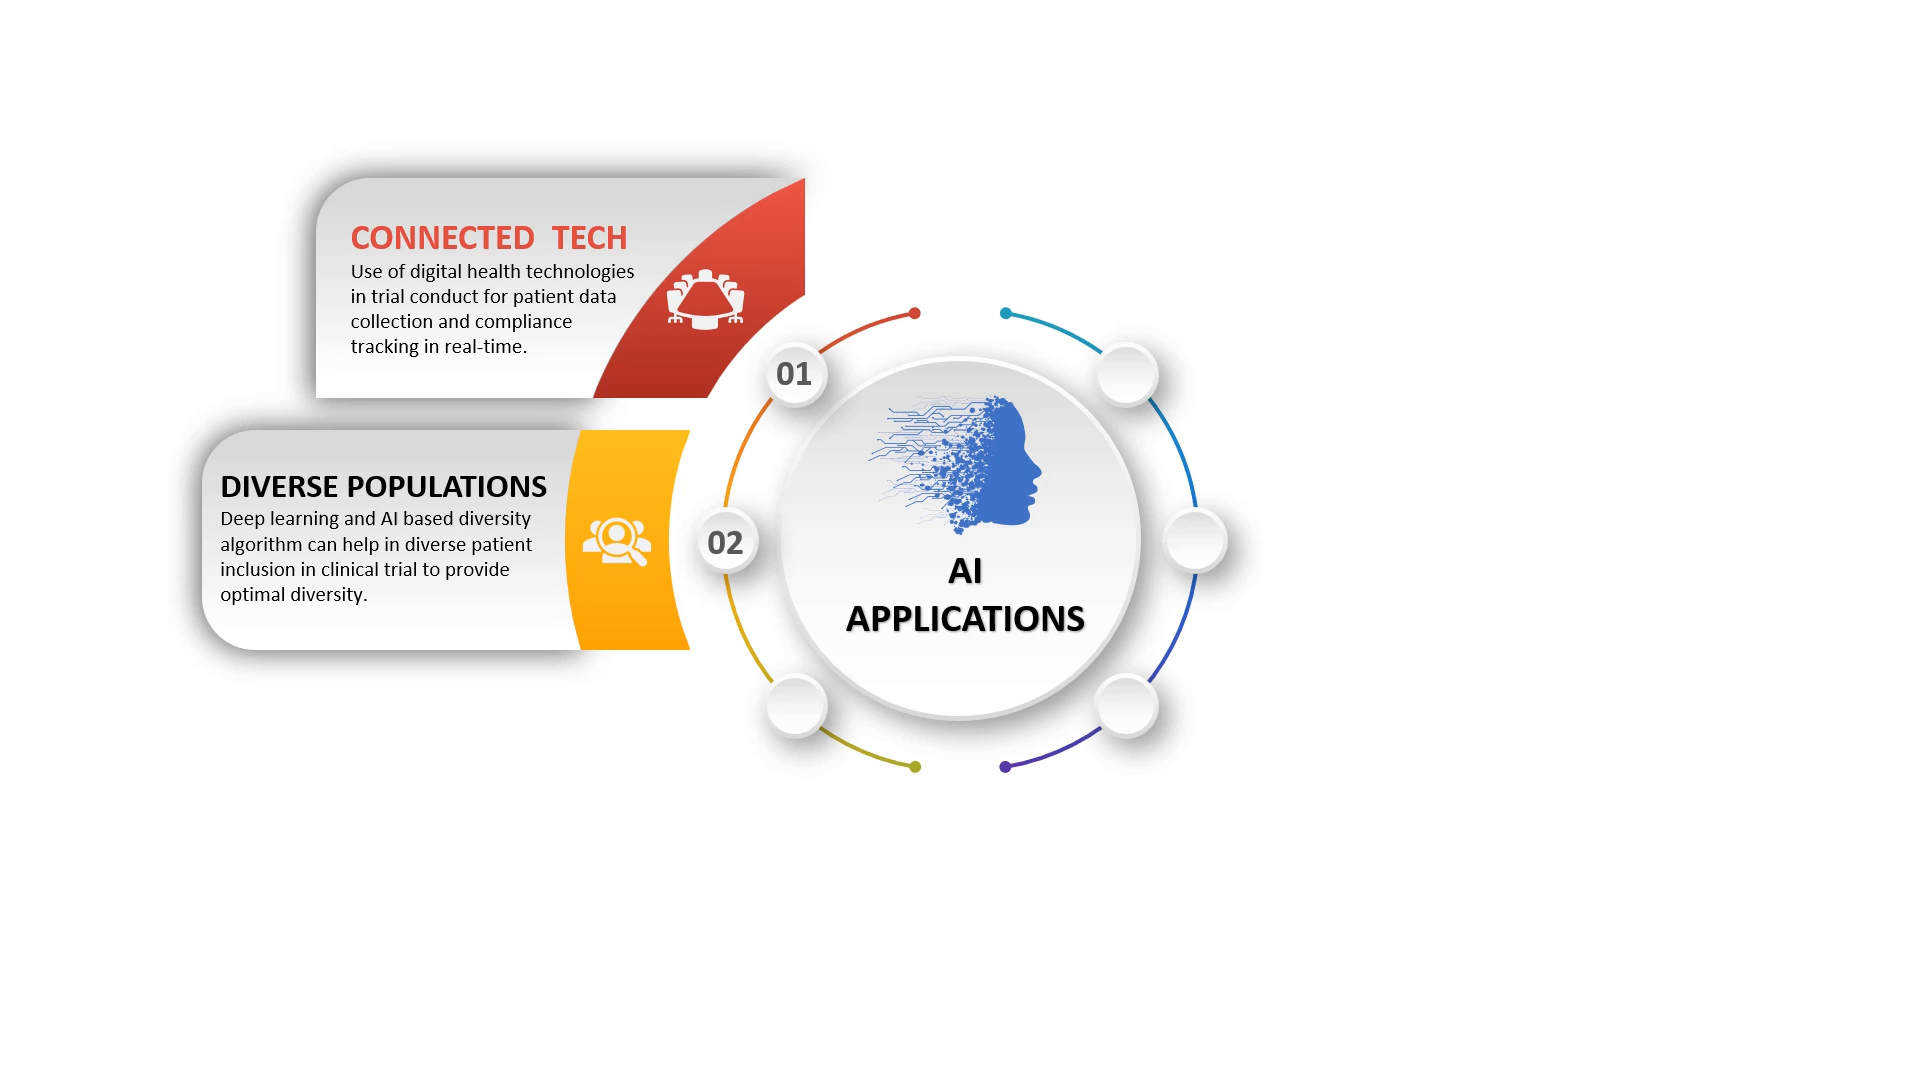 CONNECTED TECH
Use of digital health technologies
in trial conduct for patient data
collection and compliance
tracking in real-time.
01
DIVERSE POPULATIONS
Deep learning and AI based diversity
algorithm can help in diverse patient
inclusion in clinical trial to provide
optimal diversity.
02
AI
APPLICATIONS